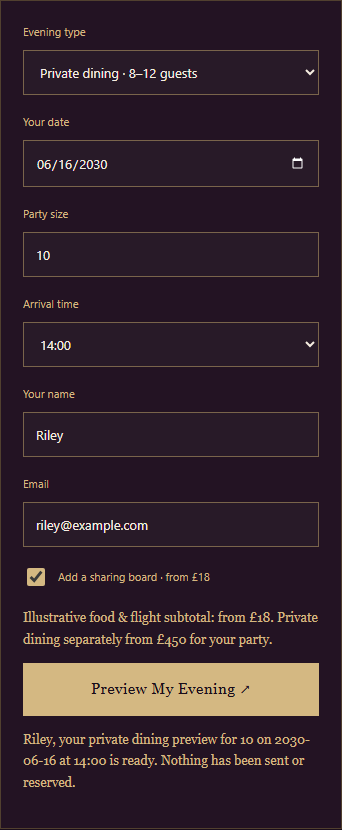 Evening type
Private dining · 8–12 guests
Your date
06/16/2030
Party size
10
Arrival time
14:00
Your name
Riley
Email
riley@example.com
Add a sharing board · from £18
Illustrative food & flight subtotal: from £18. Private
dining separately from £450 for your party.
Preview My Evening ↗
Riley, your private dining preview for 10 on 2030-
06-16 at 14:00 is ready. Nothing has been sent or
reserved.